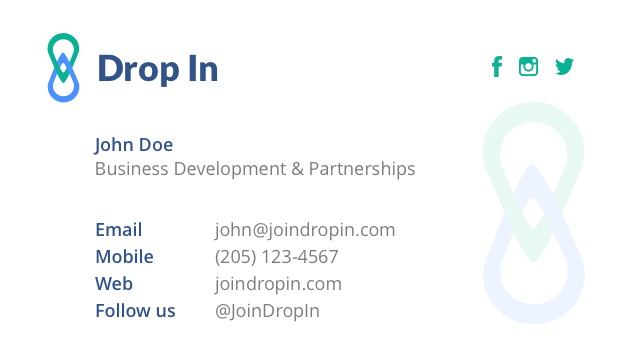 Drop In
John Doe
Business Development & Partnerships
Email john@joindropin.com
Mobile (205) 123-4567
Web joindropin.com
Follow us @JoinDropIn